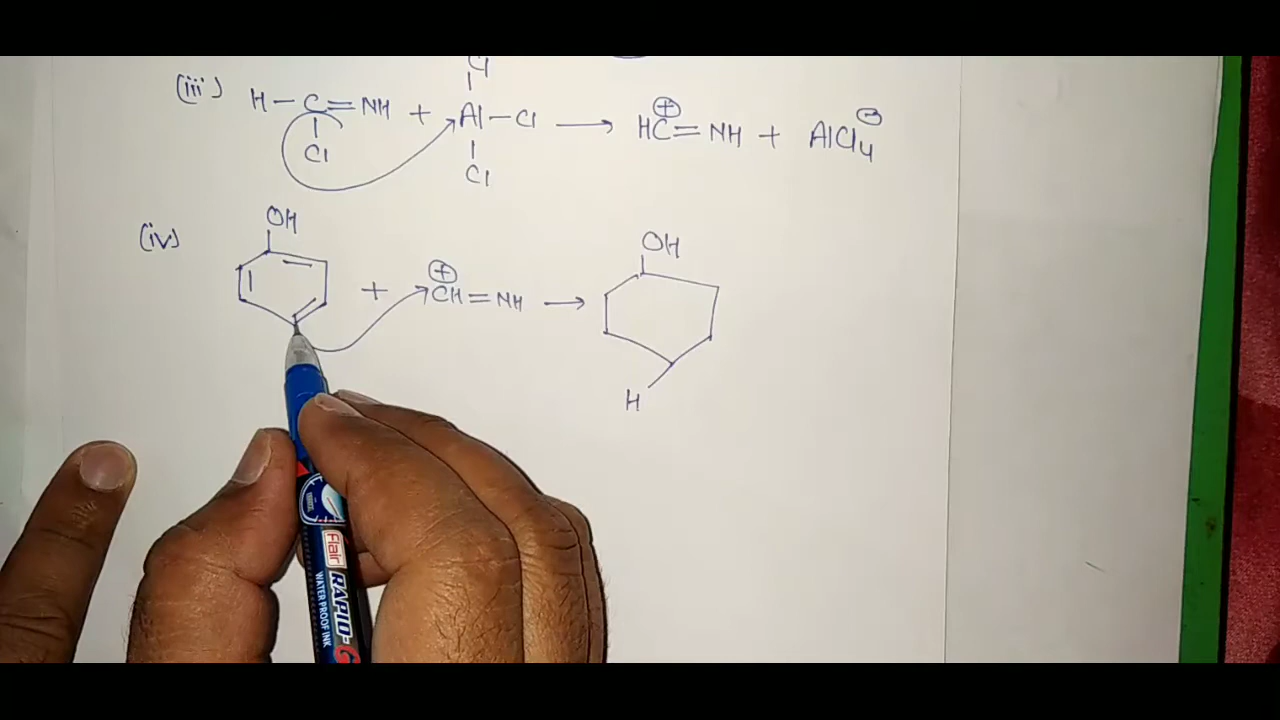 Cl
(iii) H - C = NH + Al - Cl → HC⊕ = NH + AlCl4⊖
Cl Cl
(iv) OH OH
+ ⊕CH = NH →
H
Flair RAPID-G
WATER PROOF INK